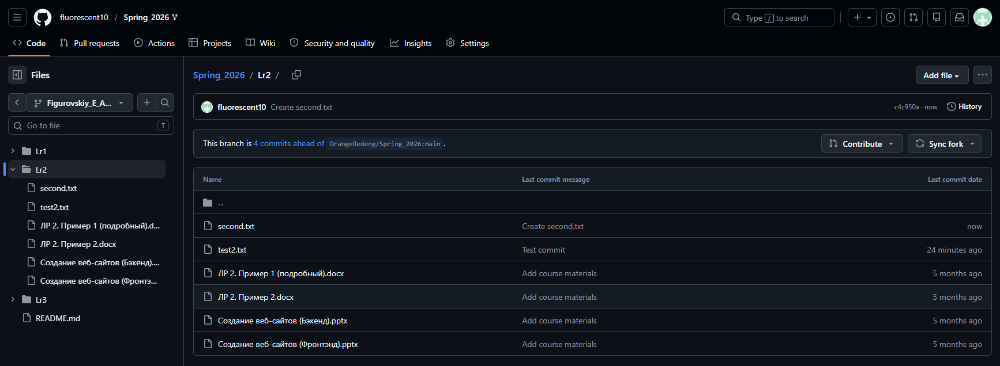 fluorescent10 / Spring_2026
Type / to search
Code Pull requests Actions Projects Wiki Security and quality Insights Settings
Files
Figurovskiy_E_A...
Go to file T
Lr1
Lr2
second.txt
test2.txt
ЛР 2. Пример 1 (подробный).d...
ЛР 2. Пример 2.docx
Создание веб-сайтов (Бэкенд)....
Создание веб-сайтов (Фронтэ...
Lr3
README.md
Spring_2026 / Lr2 /
Add file
fluorescent10 Create second.txt c4c950a · now History
This branch is 4 commits ahead of OrangeRedeng/Spring_2026:main.
Contribute Sync fork
Name Last commit message Last commit date
..
second.txt Create second.txt now
test2.txt Test commit 24 minutes ago
ЛР 2. Пример 1 (подробный).docx Add course materials 5 months ago
ЛР 2. Пример 2.docx Add course materials 5 months ago
Создание веб-сайтов (Бэкенд).pptx Add course materials 5 months ago
Создание веб-сайтов (Фронтэнд).pptx Add course materials 5 months ago